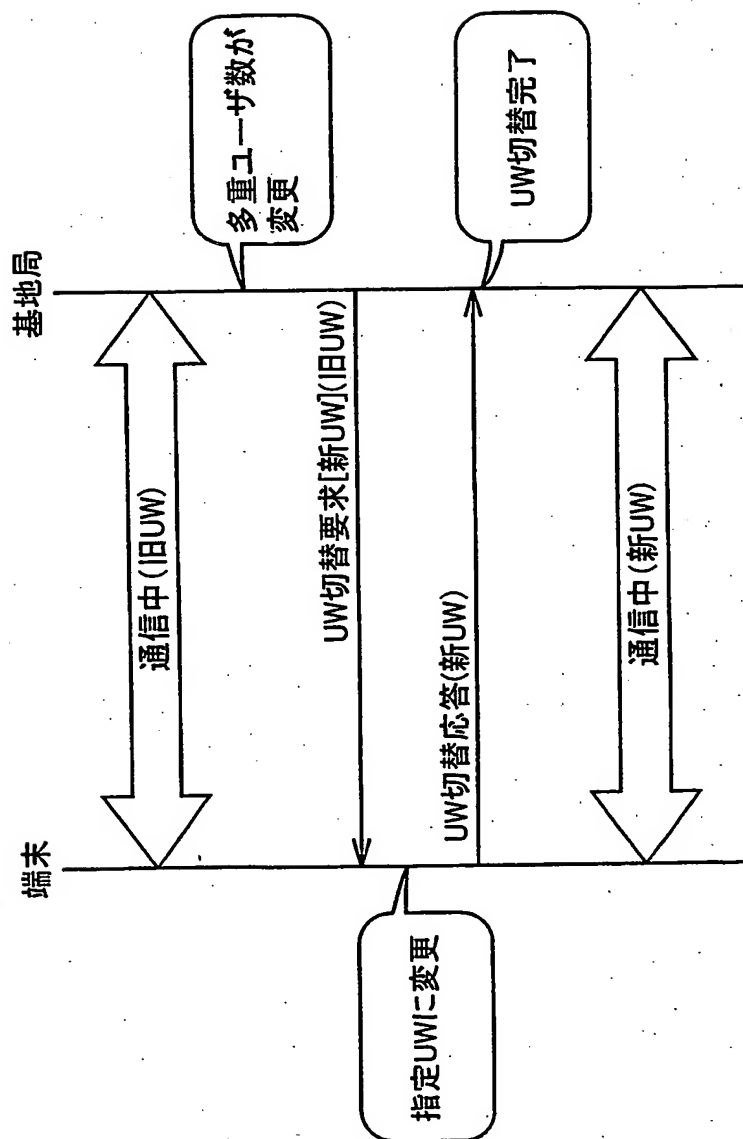 端末
基地局
通信中(旧UW)
多重ユーザ数が
変更
UW切替要求[新UW](旧UW)
指定UWに変更
UW切替応答(新UW)
UW切替完了
通信中(新UW)